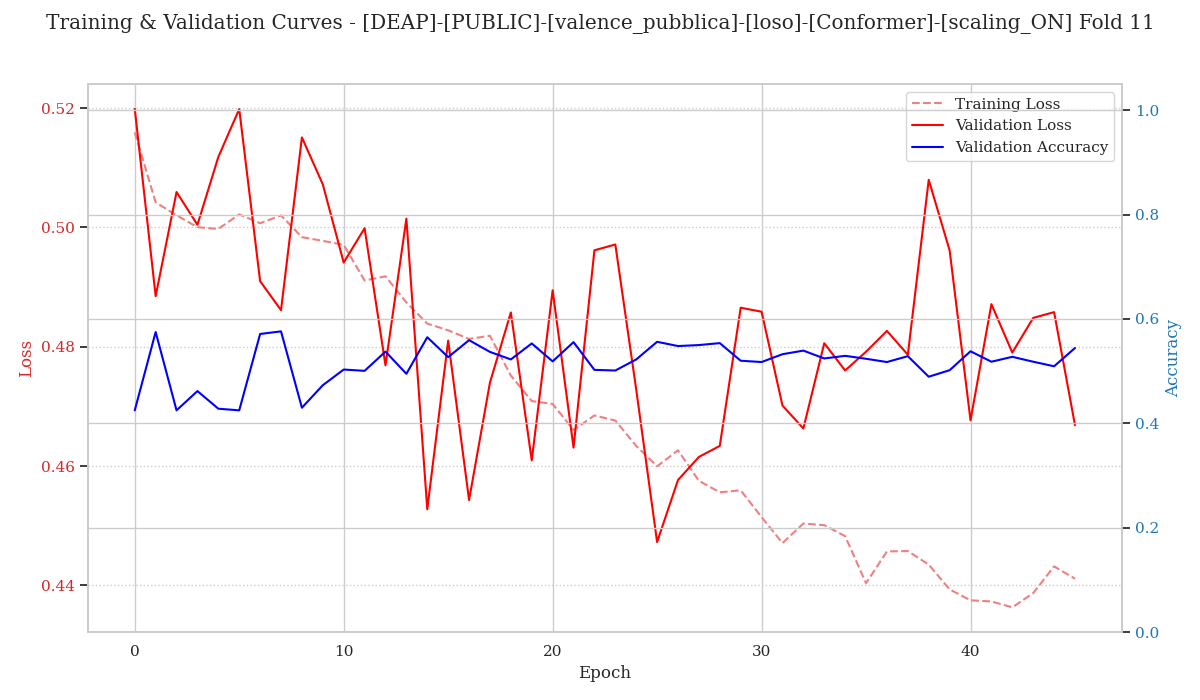 Training & Validation Curves - [DEAP]-[PUBLIC]-[valence_pubblica]-[loso]-[Conformer]-[scaling_ON] Fold 11
Training Loss
Validation Loss
Validation Accuracy
Loss
0.52
0.50
0.48
0.46
0.44
Accuracy
1.0
0.8
0.6
0.4
0.2
0.0
0
10
20
30
40
Epoch